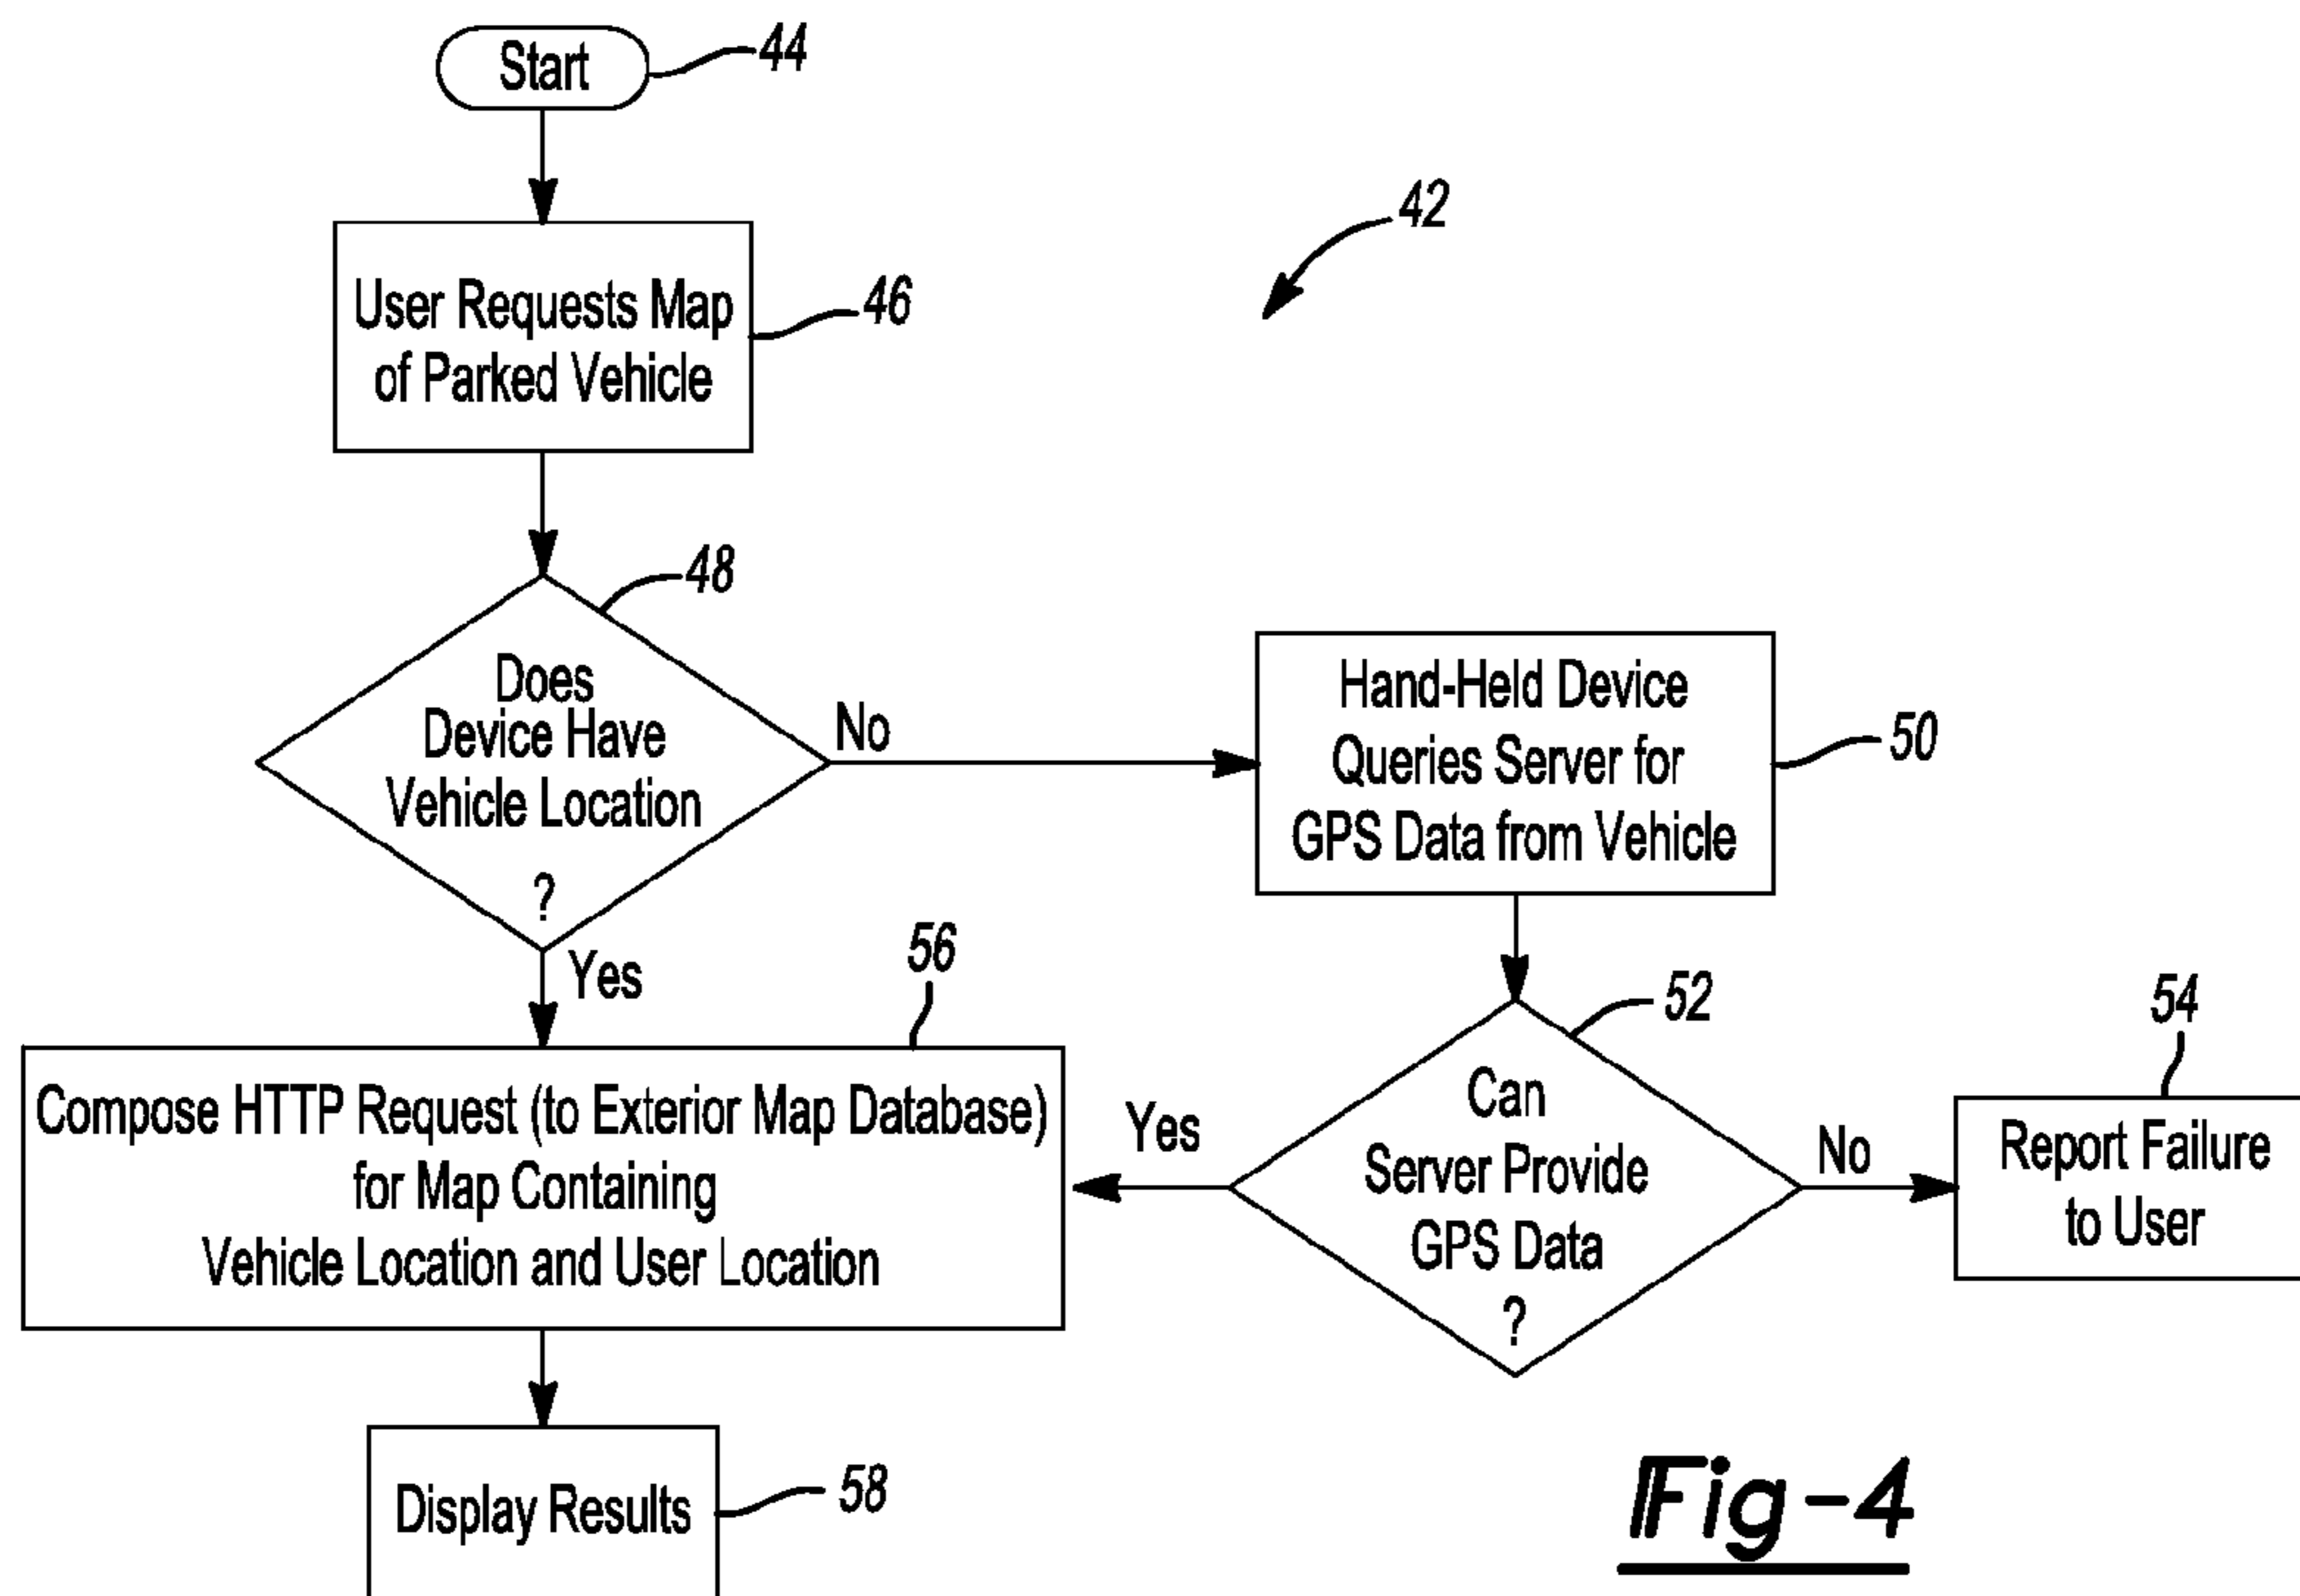 Start
44
42
User Requests Map
of Parked Vehicle
46
48
Does
Device Have
Vehicle Location
?
No
Yes
Hand-Held Device
Queries Server for
GPS Data from Vehicle
50
52
Can
Server Provide
GPS Data
?
Yes
No
54
Report Failure
to User
56
Compose HTTP Request (to Exterior Map Database)
for Map Containing
Vehicle Location and User Location
Display Results
58
Fig-4